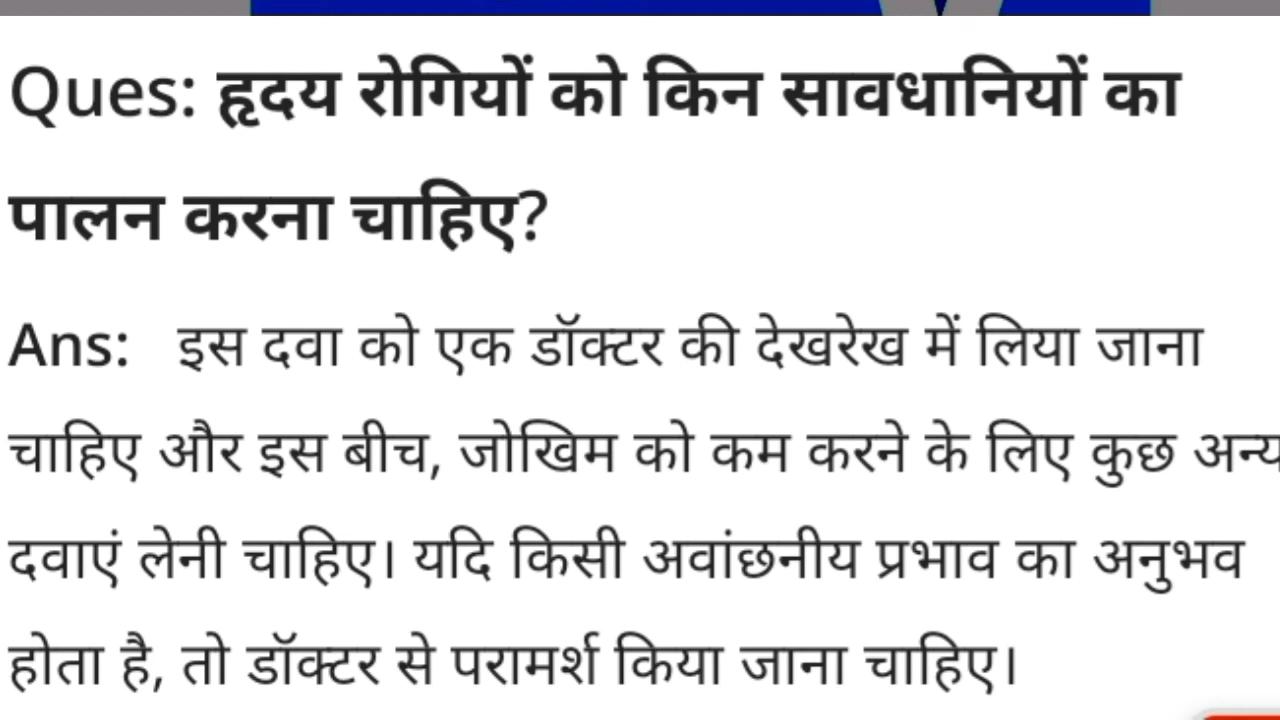 Ques: हृदय रोगियों को किन सावधानियों का
पालन करना चाहिए?
Ans: इस दवा को एक डॉक्टर की देखरेख में लिया जाना
चाहिए और इस बीच, जोखिम को कम करने के लिए कुछ अन्य
दवाएं लेनी चाहिए। यदि किसी अवांछनीय प्रभाव का अनुभव
होता है, तो डॉक्टर से परामर्श किया जाना चाहिए।